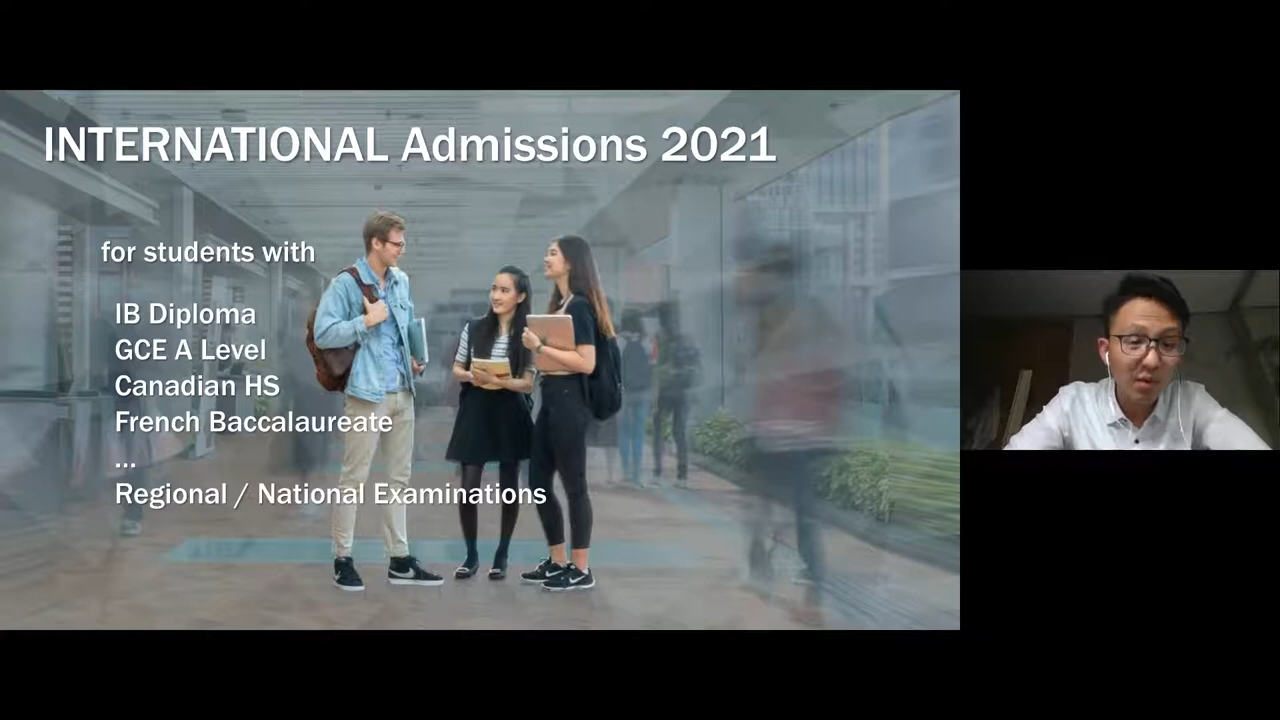 INTERNATIONAL Admissions 2021
for students with
IB Diploma
GCE A Level
Canadian HS
French Baccalaureate
...
Regional / National Examinations